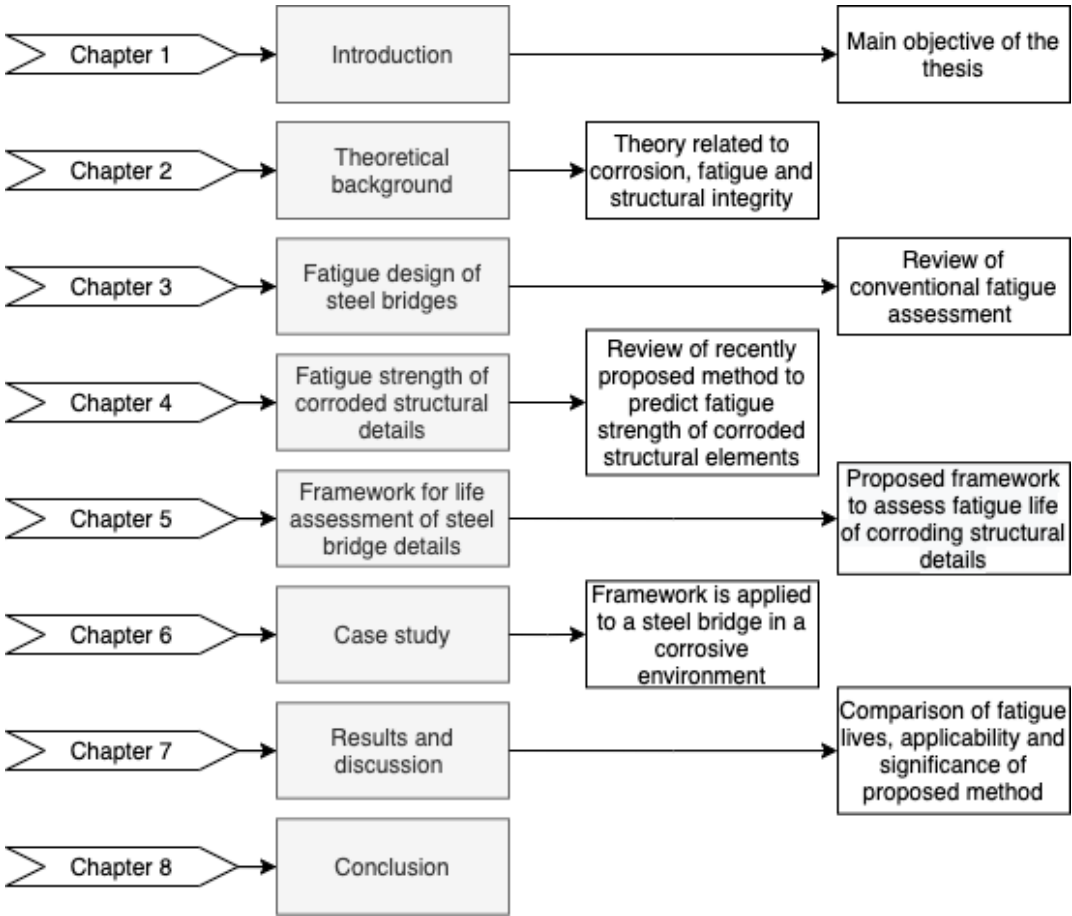 Chapter 1
Introduction
Main objective of the
thesis
Chapter 2
Theoretical
background
Theory related to
corrosion, fatigue and
structural integrity
Chapter 3
Fatigue design of
steel bridges
Review of
conventional fatigue
assessment
Chapter 4
Fatigue strength of
corroded structural
details
Review of recently
proposed method to
predict fatigue
strength of corroded
structural elements
Chapter 5
Framework for life
assessment of steel
bridge details
Proposed framework
to assess fatigue life
of corroding structural
details
Chapter 6
Case study
Framework is applied
to a steel bridge in a
corrosive
environment
Chapter 7
Results and
discussion
Comparison of fatigue
lives, applicability and
significance of
proposed method
Chapter 8
Conclusion